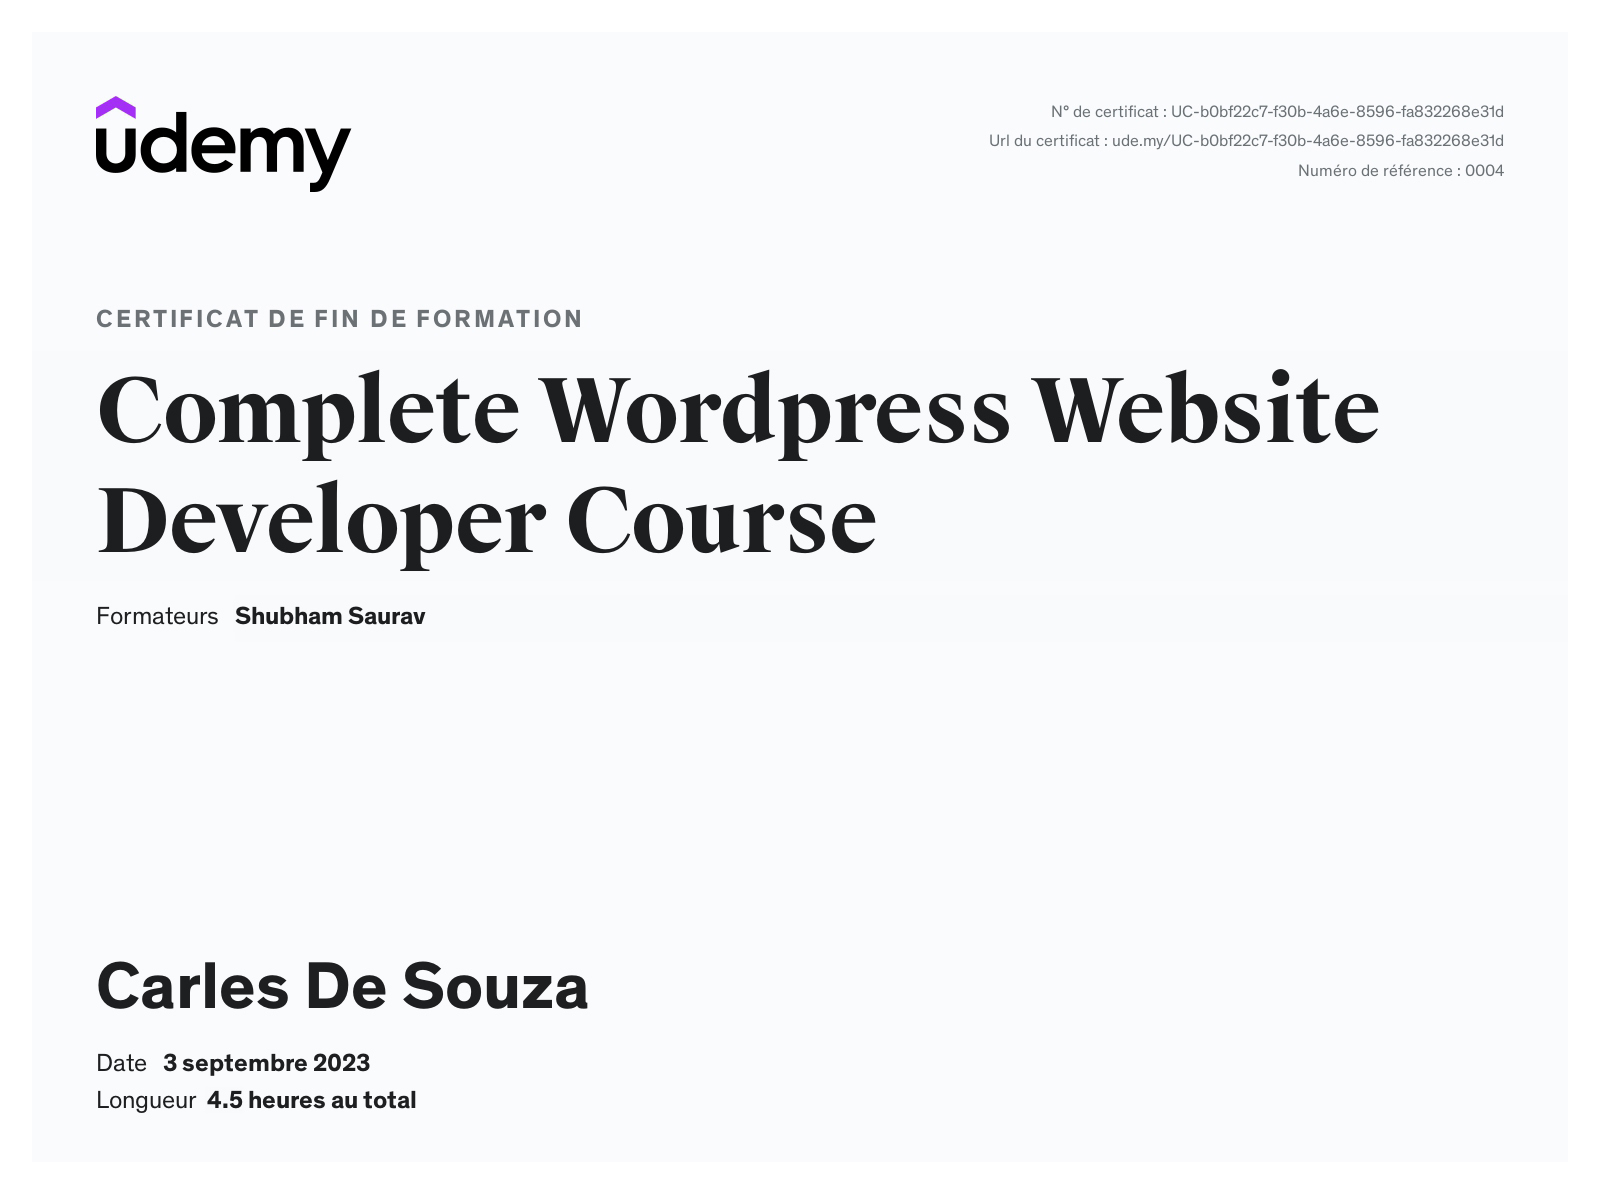 udemy
N° de certificat : UC-b0bf22c7-f30b-4a6e-8596-fa832268e31d
Url du certificat : ude.my/UC-b0bf22c7-f30b-4a6e-8596-fa832268e31d
Numéro de référence : 0004
CERTIFICAT DE FIN DE FORMATION
Complete Wordpress Website
Developer Course
Formateurs Shubham Saurav
Carles De Souza
Date 3 septembre 2023
Longueur 4.5 heures au total